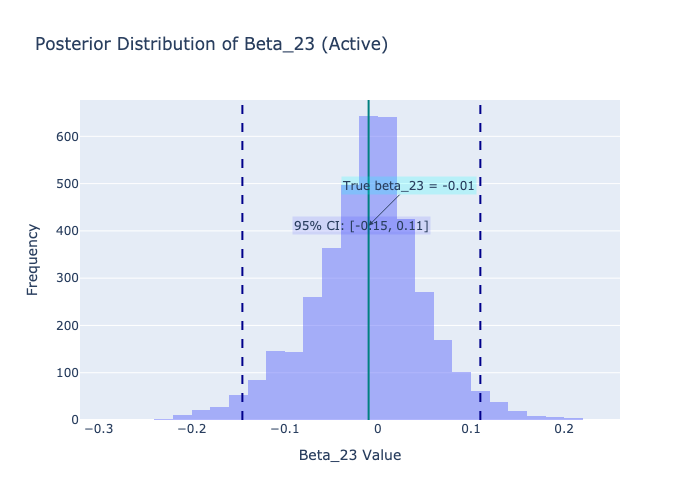 Posterior Distribution of Beta_23 (Active)
600
500
400
300
200
100
0
Frequency
True beta_23 = -0.01
95% CI: [-0.15, 0.11]
−0.3
−0.2
−0.1
0
0.1
0.2
Beta_23 Value